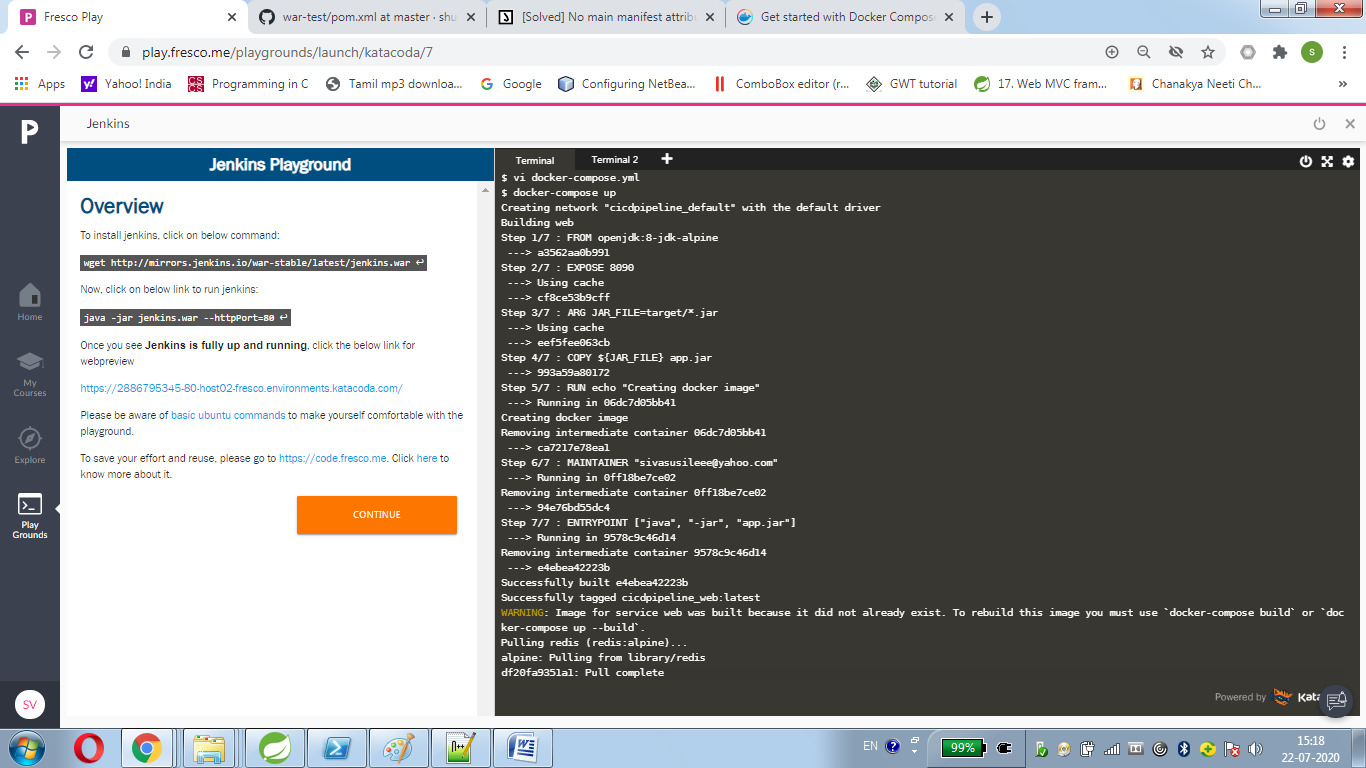 Fresco Play
war-test/pom.xml at master · shu
[Solved] No main manifest attrib
Get started with Docker Compos
play.fresco.me/playgrounds/launch/katacoda/7
S
Apps
Yahoo! India
Programming in C
Tamil mp3 downloa...
Google
Configuring NetBea...
ComboBox editor (r...
GWT tutorial
17. Web MVC fram...
Chanakya Neeti Ch...
»
P
Jenkins
Home
My Courses
Explore
Play Grounds
SV
Jenkins Playground
Overview
To install jenkins, click on below command:
wget http://mirrors.jenkins.io/war-stable/latest/jenkins.war ↩
Now, click on below link to run jenkins:
java -jar jenkins.war --httpPort=80 ↩
Once you see Jenkins is fully up and running, click the below link for
webpreview
https://2886795345-80-host02-fresco.environments.katacoda.com/
Please be aware of basic ubuntu commands to make yourself comfortable with the
playground.
To save your effort and reuse, please go to https://code.fresco.me. Click here to
know more about it.
CONTINUE
Terminal
Terminal 2
$ vi docker-compose.yml
$ docker-compose up
Creating network "cicdpipeline_default" with the default driver
Building web
Step 1/7 : FROM openjdk:8-jdk-alpine
---> a3562aa0b991
Step 2/7 : EXPOSE 8090
---> Using cache
---> cf8ce53b9cff
Step 3/7 : ARG JAR_FILE=target/*.jar
---> Using cache
---> eef5fee063cb
Step 4/7 : COPY ${JAR_FILE} app.jar
---> 993a59a80172
Step 5/7 : RUN echo "Creating docker image"
---> Running in 06dc7d05bb41
Creating docker image
Removing intermediate container 06dc7d05bb41
---> ca7217e78ea1
Step 6/7 : MAINTAINER "sivasusileee@yahoo.com"
---> Running in 0ff18be7ce02
Removing intermediate container 0ff18be7ce02
---> 94e76bd55dc4
Step 7/7 : ENTRYPOINT ["java", "-jar", "app.jar"]
---> Running in 9578c9c46d14
Removing intermediate container 9578c9c46d14
---> e4ebea42223b
Successfully built e4ebea42223b
Successfully tagged cicdpipeline_web:latest
WARNING: Image for service web was built because it did not already exist. To rebuild this image you must use `docker-compose build` or `doc
ker-compose up --build`.
Pulling redis (redis:alpine)...
alpine: Pulling from library/redis
df20fa9351a1: Pull complete
Powered by Kata
EN
99%
15:18
22-07-2020